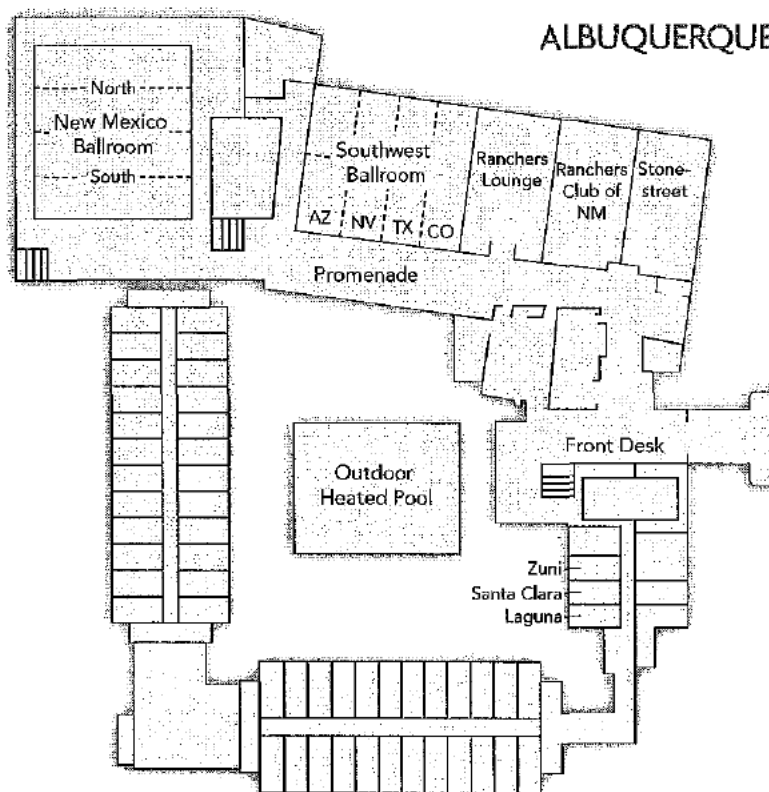 ALBUQUERQUE
North
New Mexico
Ballroom
South
Southwest
Ballroom
AZ
NV
TX
CO
Ranchers
Lounge
Ranchers
Club of
NM
Stone-
street
Promenade
Front Desk
Outdoor
Heated Pool
Zuni
Santa Clara
Laguna